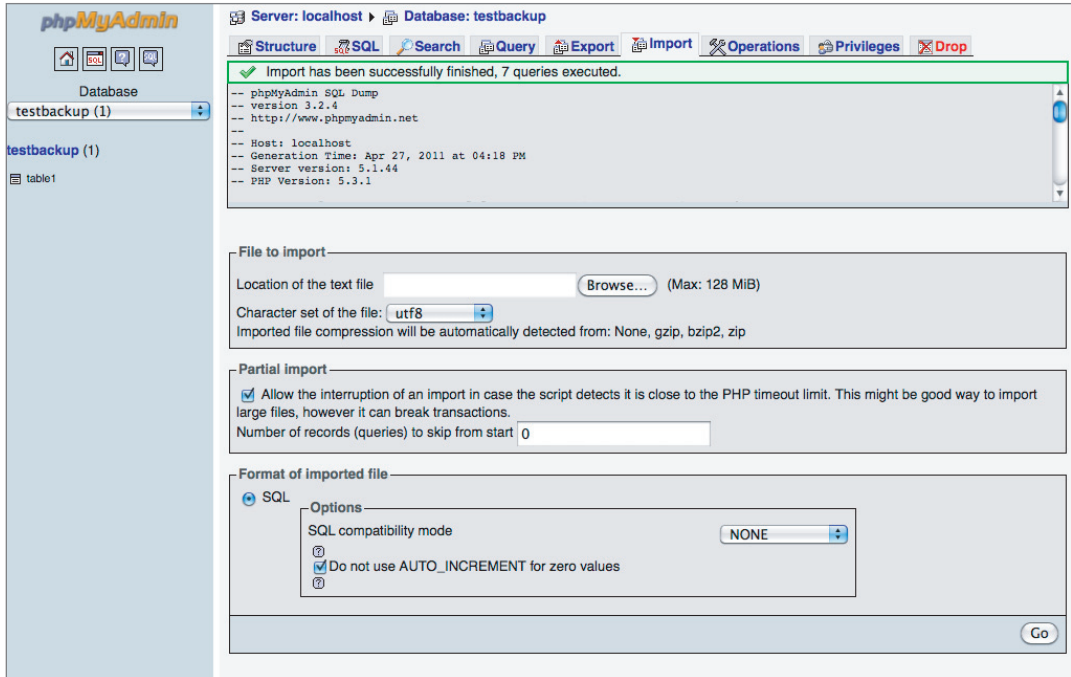 phpMyAdmin
SQL
Database
testbackup (1)
testbackup (1)
table1
Server: localhost Database: testbackup
Structure SQL Search Query Export Import Operations Privileges Drop
Import has been successfully finished, 7 queries executed.
-- phpMyAdmin SQL Dump
-- version 3.2.4
-- http://www.phpmyadmin.net
--
-- Host: localhost
-- Generation Time: Apr 27, 2011 at 04:18 PM
-- Server version: 5.1.44
-- PHP Version: 5.3.1
File to import
Location of the text file Browse... (Max: 128 MiB)
Character set of the file: utf8
Imported file compression will be automatically detected from: None, gzip, bzip2, zip
Partial import
Allow the interruption of an import in case the script detects it is close to the PHP timeout limit. This might be good way to import
large files, however it can break transactions.
Number of records (queries) to skip from start 0
Format of imported file
SQL
Options
SQL compatibility mode NONE
?
Do not use AUTO_INCREMENT for zero values
?
Go